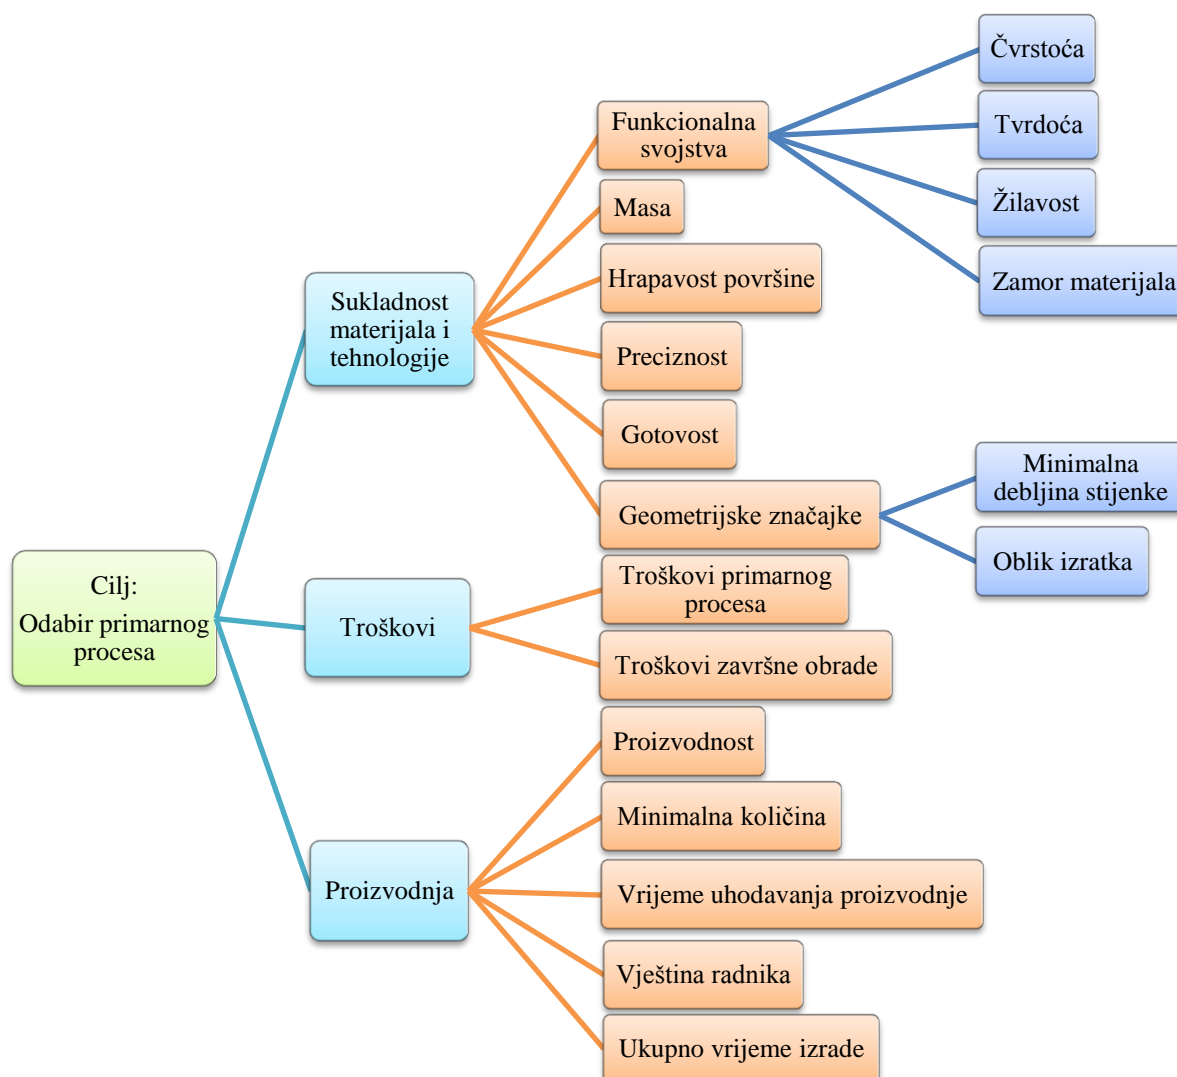 Cilj:
Odabir primarnog
procesa
Sukladnost
materijala i
tehnologije
Funkcionalna
svojstva
Čvrstoća
Tvrdoća
Žilavost
Zamor materijala
Masa
Hrapavost površine
Preciznost
Gotovost
Geometrijske značajke
Minimalna
debljina stijenke
Oblik izratka
Troškovi
Troškovi primarnog
procesa
Troškovi završne obrade
Proizvodnja
Proizvodnost
Minimalna količina
Vrijeme uhodavanja proizvodnje
Vještina radnika
Ukupno vrijeme izrade